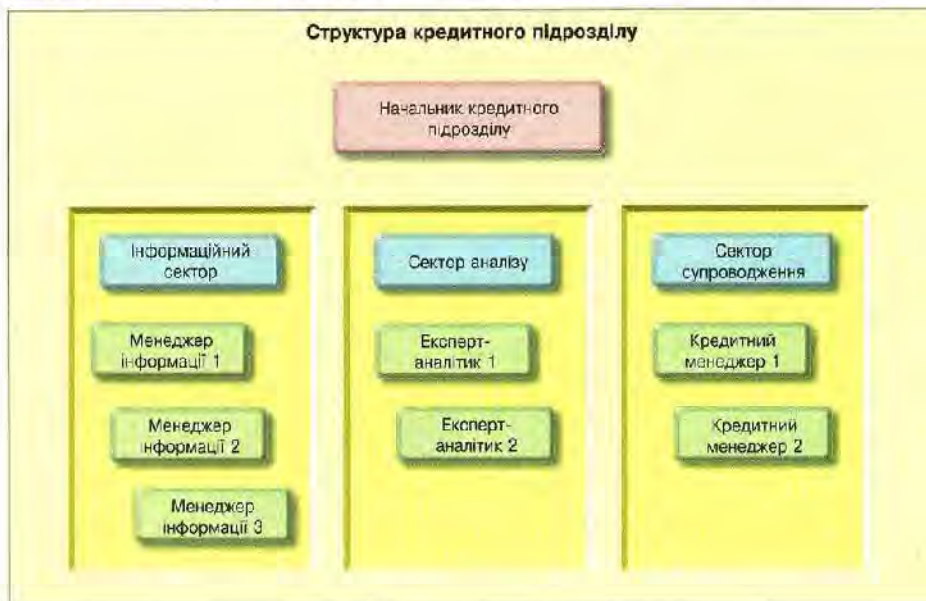 Структура кредитного підрозділу
Начальник кредитного
підрозділу
Інформаційний
сектор
Менеджер
інформації 1
Менеджер
інформації 2
Менеджер
інформації 3
Сектор аналізу
Експерт-
аналітик 1
Експерт-
аналітик 2
Сектор
супроводження
Кредитний
менеджер 1
Кредитний
менеджер 2